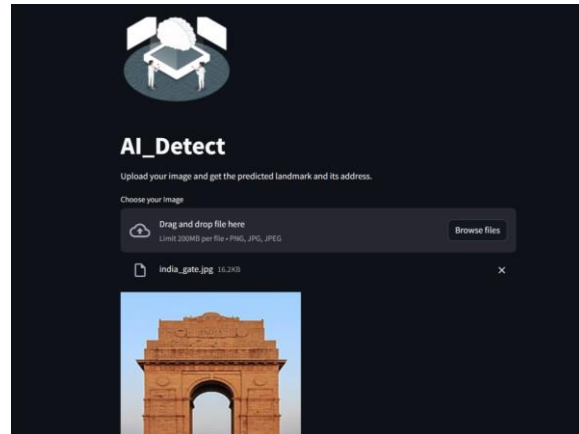 AI_Detect
Upload your image and get the predicted landmark and its address.
Choose your Image
Drag and drop file here
Limit 200MB per file • PNG, JPG, JPEG
Browse files
india_gate.jpg 16.2KB